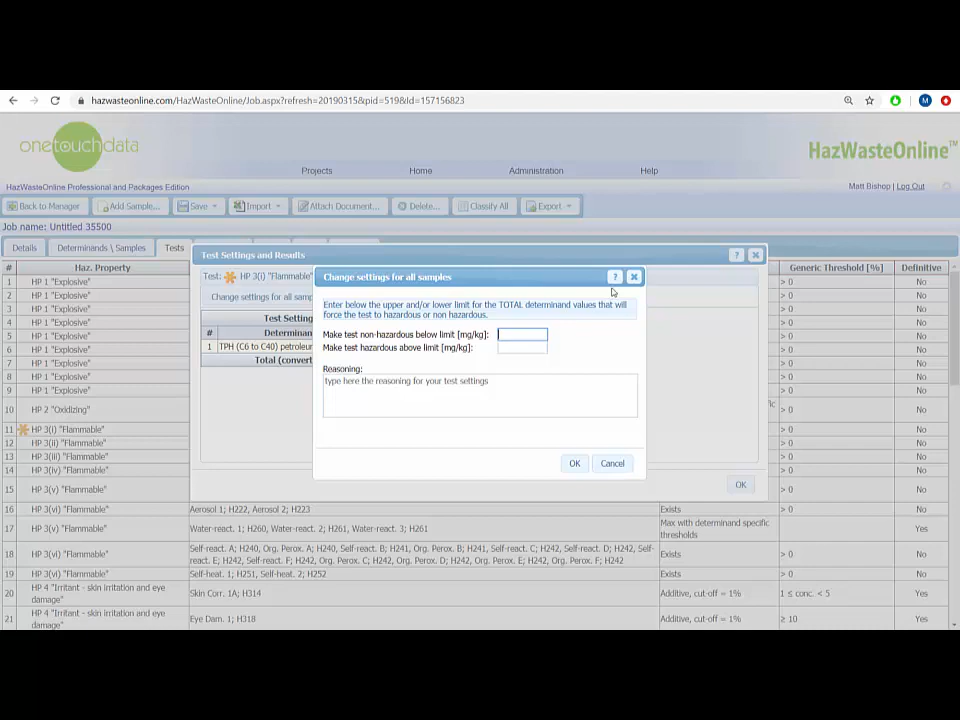 hazwasteonline.com/HazWasteOnline/Job.aspx?refresh=20190315&pid=519&Id=157156823
M
onetouchdata
HazWasteOnline™
Projects Home Administration Help
HazWasteOnline Professional and Packages Edition
Matt Bishop | Log Out
Back to Manager Add Sample... Save Import Attach Document... Delete... Classify All Export
Job name: Untitled 35500
Details Determinands \ Samples Tests
Test Settings and Results ?
# Haz. Property Generic Threshold [%] Definitive
Test: HP 3(i) "Flammable"
Change settings for all samp
Test Setting
# Determinan
1 TPH (C6 to C40) petroleur
Total (convert
OK
Change settings for all samples ?
Enter below the upper and/or lower limit for the TOTAL determinand values that will
force the test to hazardous or non hazardous.
Make test non-hazardous below limit [mg/kg]:
Make test hazardous above limit [mg/kg]:
Reasoning:
type here the reasoning for your test settings
OK Cancel
1 HP 1 "Explosive" > 0 No
2 HP 1 "Explosive" > 0 No
3 HP 1 "Explosive" > 0 No
4 HP 1 "Explosive" > 0 No
5 HP 1 "Explosive" > 0 No
6 HP 1 "Explosive" > 0 No
7 HP 1 "Explosive" > 0 No
8 HP 1 "Explosive" > 0 No
9 HP 1 "Explosive" > 0 No
10 HP 2 "Oxidizing" > 0 No
11 HP 3(i) "Flammable" > 0 No
12 HP 3(ii) "Flammable" > 0 No
13 HP 3(iii) "Flammable" > 0 No
14 HP 3(iv) "Flammable" > 0 No
15 HP 3(v) "Flammable" > 0 No
16 HP 3(vi) "Flammable" Aerosol 1; H222, Aerosol 2; H223 Exists > 0 No
17 HP 3(v) "Flammable" Water-react. 1; H260, Water-react. 2; H261, Water-react. 3; H261 Max with determinand specific thresholds Yes
18 HP 3(vi) "Flammable" Self-react. A; H240, Org. Perox. A; H240, Self-react. B; H241, Org. Perox. B; H241, Self-react. C; H242, Self-react. D; H242, Self-
react. E; H242, Self-react. F; H242, Org. Perox. C; H242, Org. Perox. D; H242, Org. Perox. E; H242, Org. Perox. F; H242 Exists > 0 No
19 HP 3(vi) "Flammable" Self-heat. 1; H251, Self-heat. 2; H252 Exists > 0 No
20 HP 4 "Irritant - skin irritation and eye damage" Skin Corr. 1A; H314 Additive, cut-off = 1% 1 ≤ conc. < 5 Yes
21 HP 4 "Irritant - skin irritation and eye damage" Eye Dam. 1; H318 Additive, cut-off = 1% ≥ 10 Yes